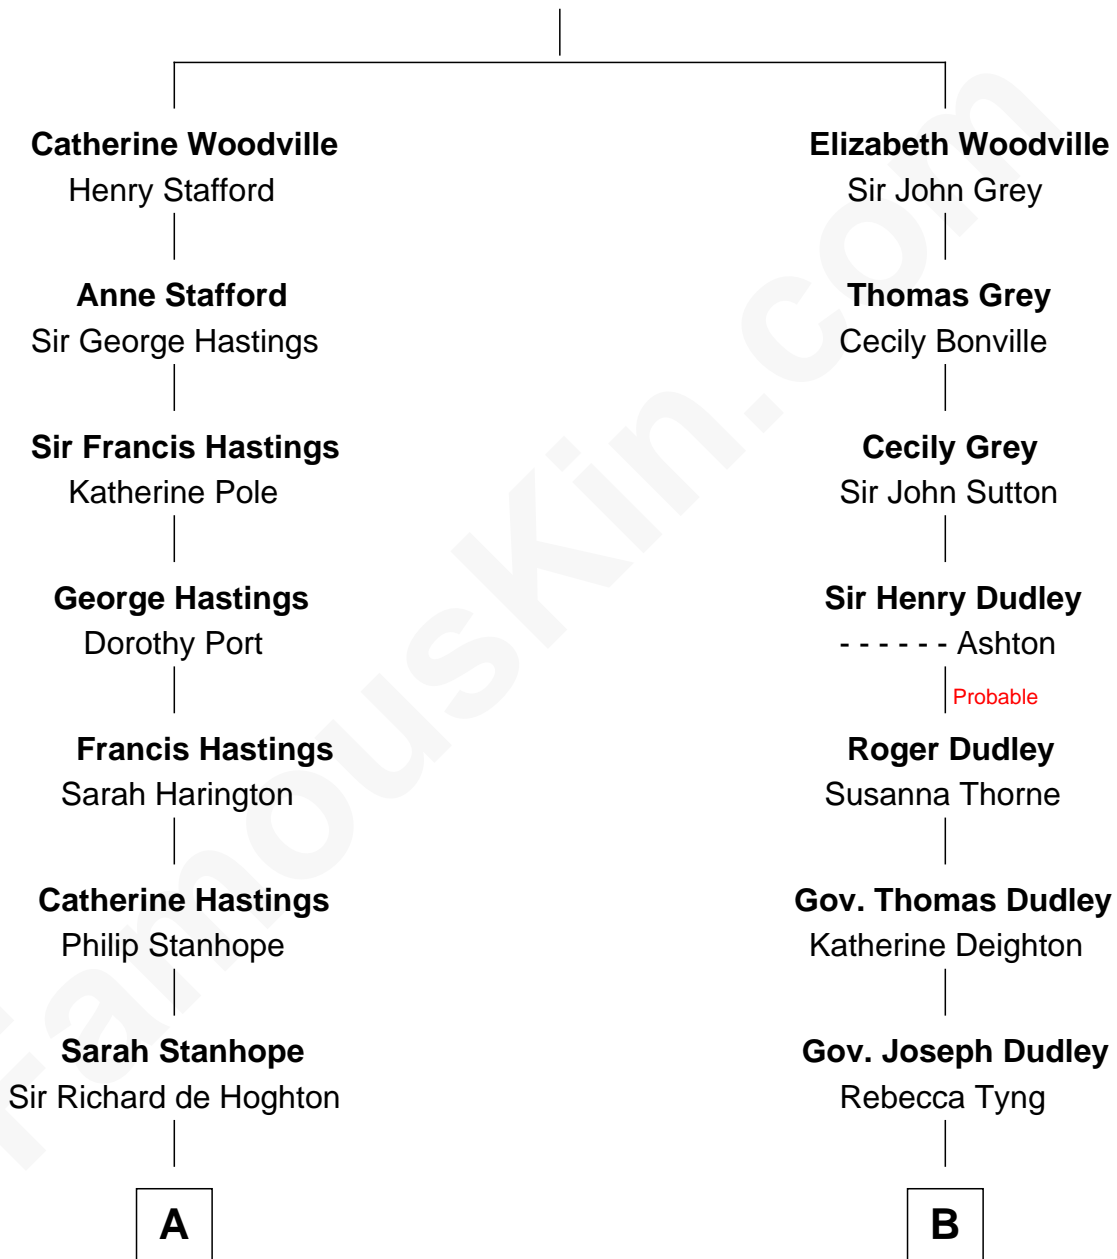 Catherine Woodville
Henry Stafford
Anne Stafford
Sir George Hastings
Sir Francis Hastings
Katherine Pole
George Hastings
Dorothy Port
Francis Hastings
Sarah Harington
Catherine Hastings
Philip Stanhope
Sarah Stanhope
Sir Richard de Hoghton
A
Elizabeth Woodville
Sir John Grey
Thomas Grey
Cecily Bonville
Cecily Grey
Sir John Sutton
Sir Henry Dudley
- - - - - - Ashton
Probable
Roger Dudley
Susanna Thorne
Gov. Thomas Dudley
Katherine Deighton
Gov. Joseph Dudley
Rebecca Tyng
B
FamousKin.com